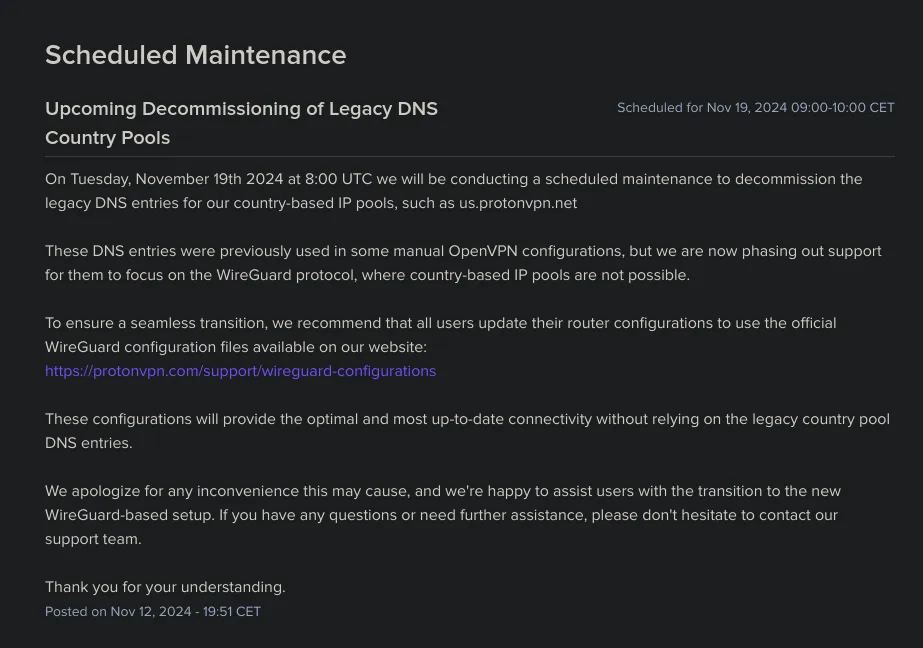 Scheduled Maintenance
Upcoming Decommissioning of Legacy DNS
Country Pools
Scheduled for Nov 19, 2024 09:00-10:00 CET
On Tuesday, November 19th 2024 at 8:00 UTC we will be conducting a scheduled maintenance to decommission the
legacy DNS entries for our country-based IP pools, such as us.protonvpn.net
These DNS entries were previously used in some manual OpenVPN configurations, but we are now phasing out support
for them to focus on the WireGuard protocol, where country-based IP pools are not possible.
To ensure a seamless transition, we recommend that all users update their router configurations to use the official
WireGuard configuration files available on our website:
https://protonvpn.com/support/wireguard-configurations
These configurations will provide the optimal and most up-to-date connectivity without relying on the legacy country pool
DNS entries.
We apologize for any inconvenience this may cause, and we're happy to assist users with the transition to the new
WireGuard-based setup. If you have any questions or need further assistance, please don't hesitate to contact our
support team.
Thank you for your understanding.
Posted on Nov 12, 2024 - 19:51 CET